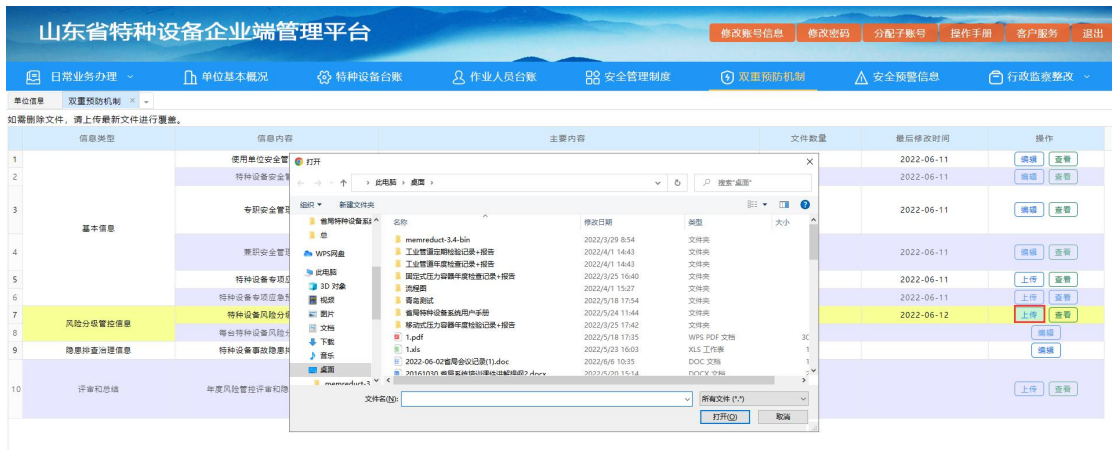 山东省特种设备企业端管理平台
修改账号信息 修改密码 分配子账号 操作手册 客户服务 退出
日常业务办理 单位基本概况 特种设备台账 作业人员台账 安全管理制度 双重预防机制 安全预警信息 行政监察整改
单位信息 双重预防机制 ×
如需删除文件，请上传最新文件进行覆盖。
信息类型 信息内容 主要内容 文件数量 最后修改时间 操作
1 使用单位安全管 2022-06-11 编辑 查看
2 特种设备安全管 2022-06-11 编辑 查看
3 专职安全管理 2022-06-11 编辑 查看
基本信息
4 兼职安全管理 2022-06-11 编辑 查看
5 特种设备专项应 2022-06-11 上传 查看
6 特种设备专项应急预 2022-06-11 上传 查看
7 特种设备风险分级 2022-06-12 上传 查看
风险分级管控信息
8 每台特种设备风险分 编辑
9 隐患排查治理信息 特种设备事故隐患排 编辑
10 评审和总结 年度风险管控评审和隐 上传 查看
打开 ×
此电脑 › 桌面 › 搜索"桌面"
组织 新建文件夹
省局特种设备系统
总
WPS网盘
此电脑
3D 对象
视频
图片
文档
下载
音乐
桌面
memreduct-3
名称 修改日期 类型 大小
memreduct-3.4-bin 2022/3/29 8:54 文件夹
工业管道定期检验记录+报告 2022/4/1 14:43 文件夹
工业管道年度检查记录+报告 2022/4/1 14:43 文件夹
固定式压力容器年度检查记录+报告 2022/3/25 16:40 文件夹
流程图 2022/4/1 15:27 文件夹
青岛测试 2022/5/18 17:54 文件夹
省局特种设备系统用户手册 2022/5/24 11:44 文件夹
移动式压力容器年度检验记录+报告 2022/3/25 17:42 文件夹
1.pdf 2022/5/18 17:35 WPS PDF 文档 30
1.xls 2022/5/23 16:03 XLS 工作表 1
2022-06-02省局会议记录(1).doc 2022/6/6 10:35 DOC 文档 1
20161030 省局系统培训课件讲解提纲2.docx 2022/5/20 15:14 DOCX 文档
文件名(N): 所有文件 (*.*)
打开(O) 取消